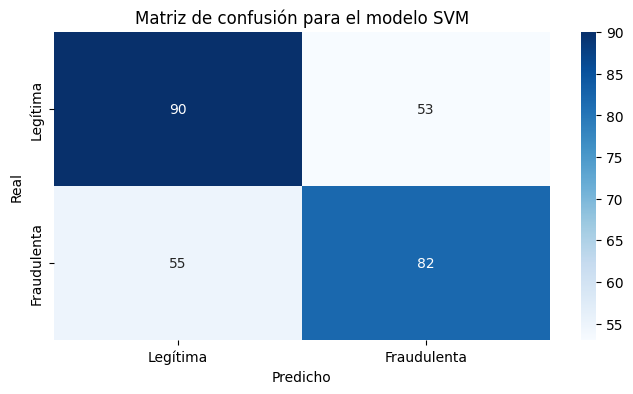 Matriz de confusión para el modelo SVM
Real
Legítima
90
53
Fraudulenta
55
82
Legítima
Fraudulenta
Predicho
90
85
80
75
70
65
60
55